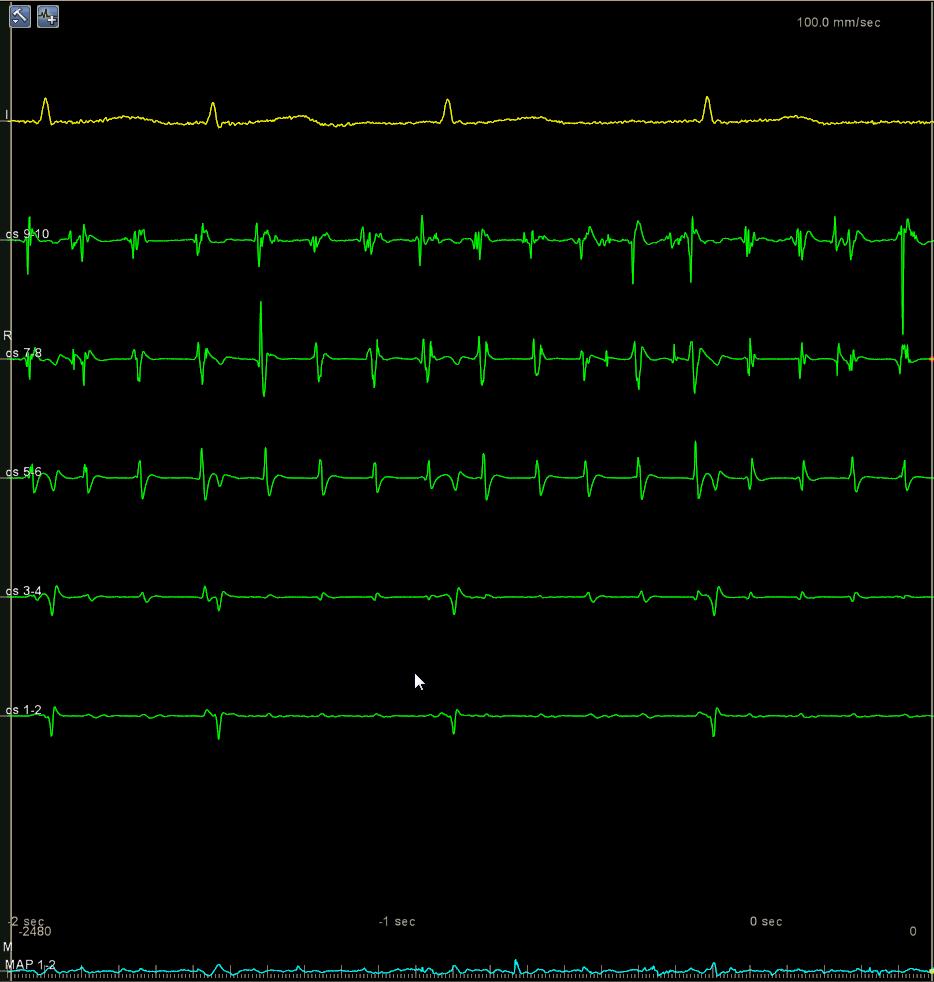 100.0 mm/sec
I
cs 9-10
R
cs 7-8
cs 5-6
cs 3-4
cs 1-2
-2 sec
-1 sec
0 sec
-2480
0
M
MAP 1-2